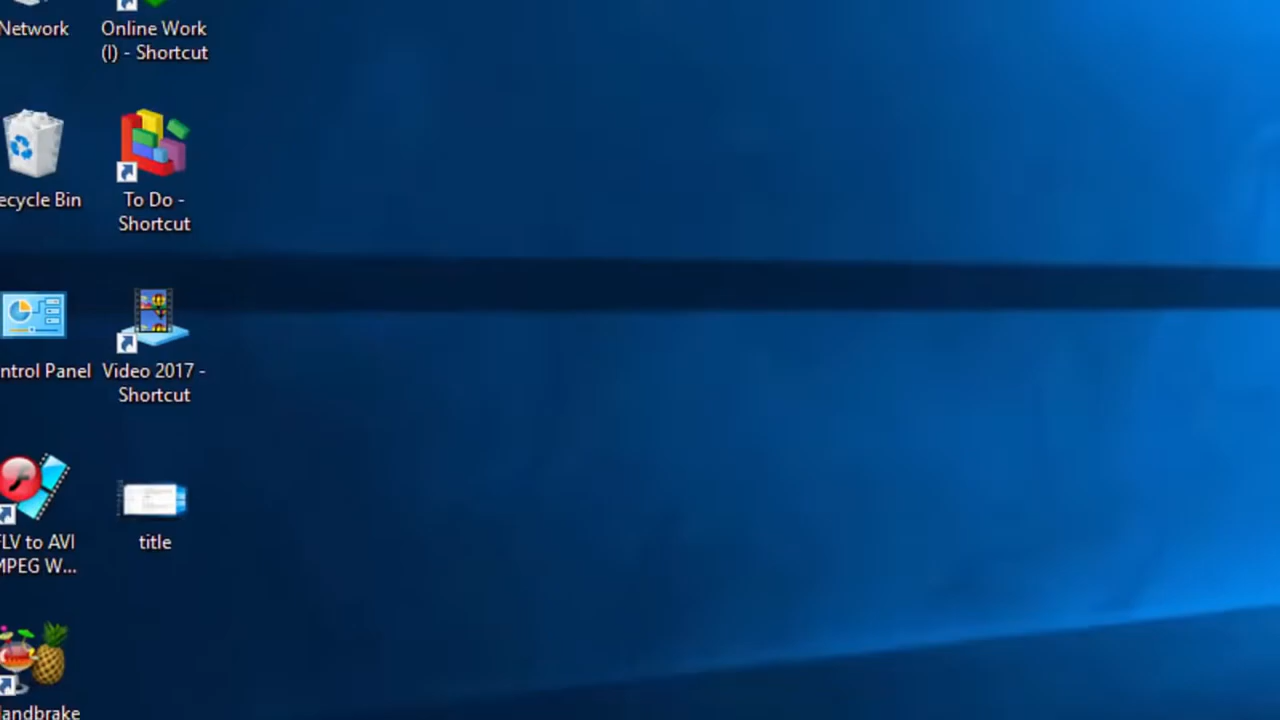 Network
Online Work
(I) - Shortcut
ecycle Bin
To Do -
Shortcut
ntrol Panel
Video 2017 -
Shortcut
FLV to AVI
MPEG W...
title
andbrake